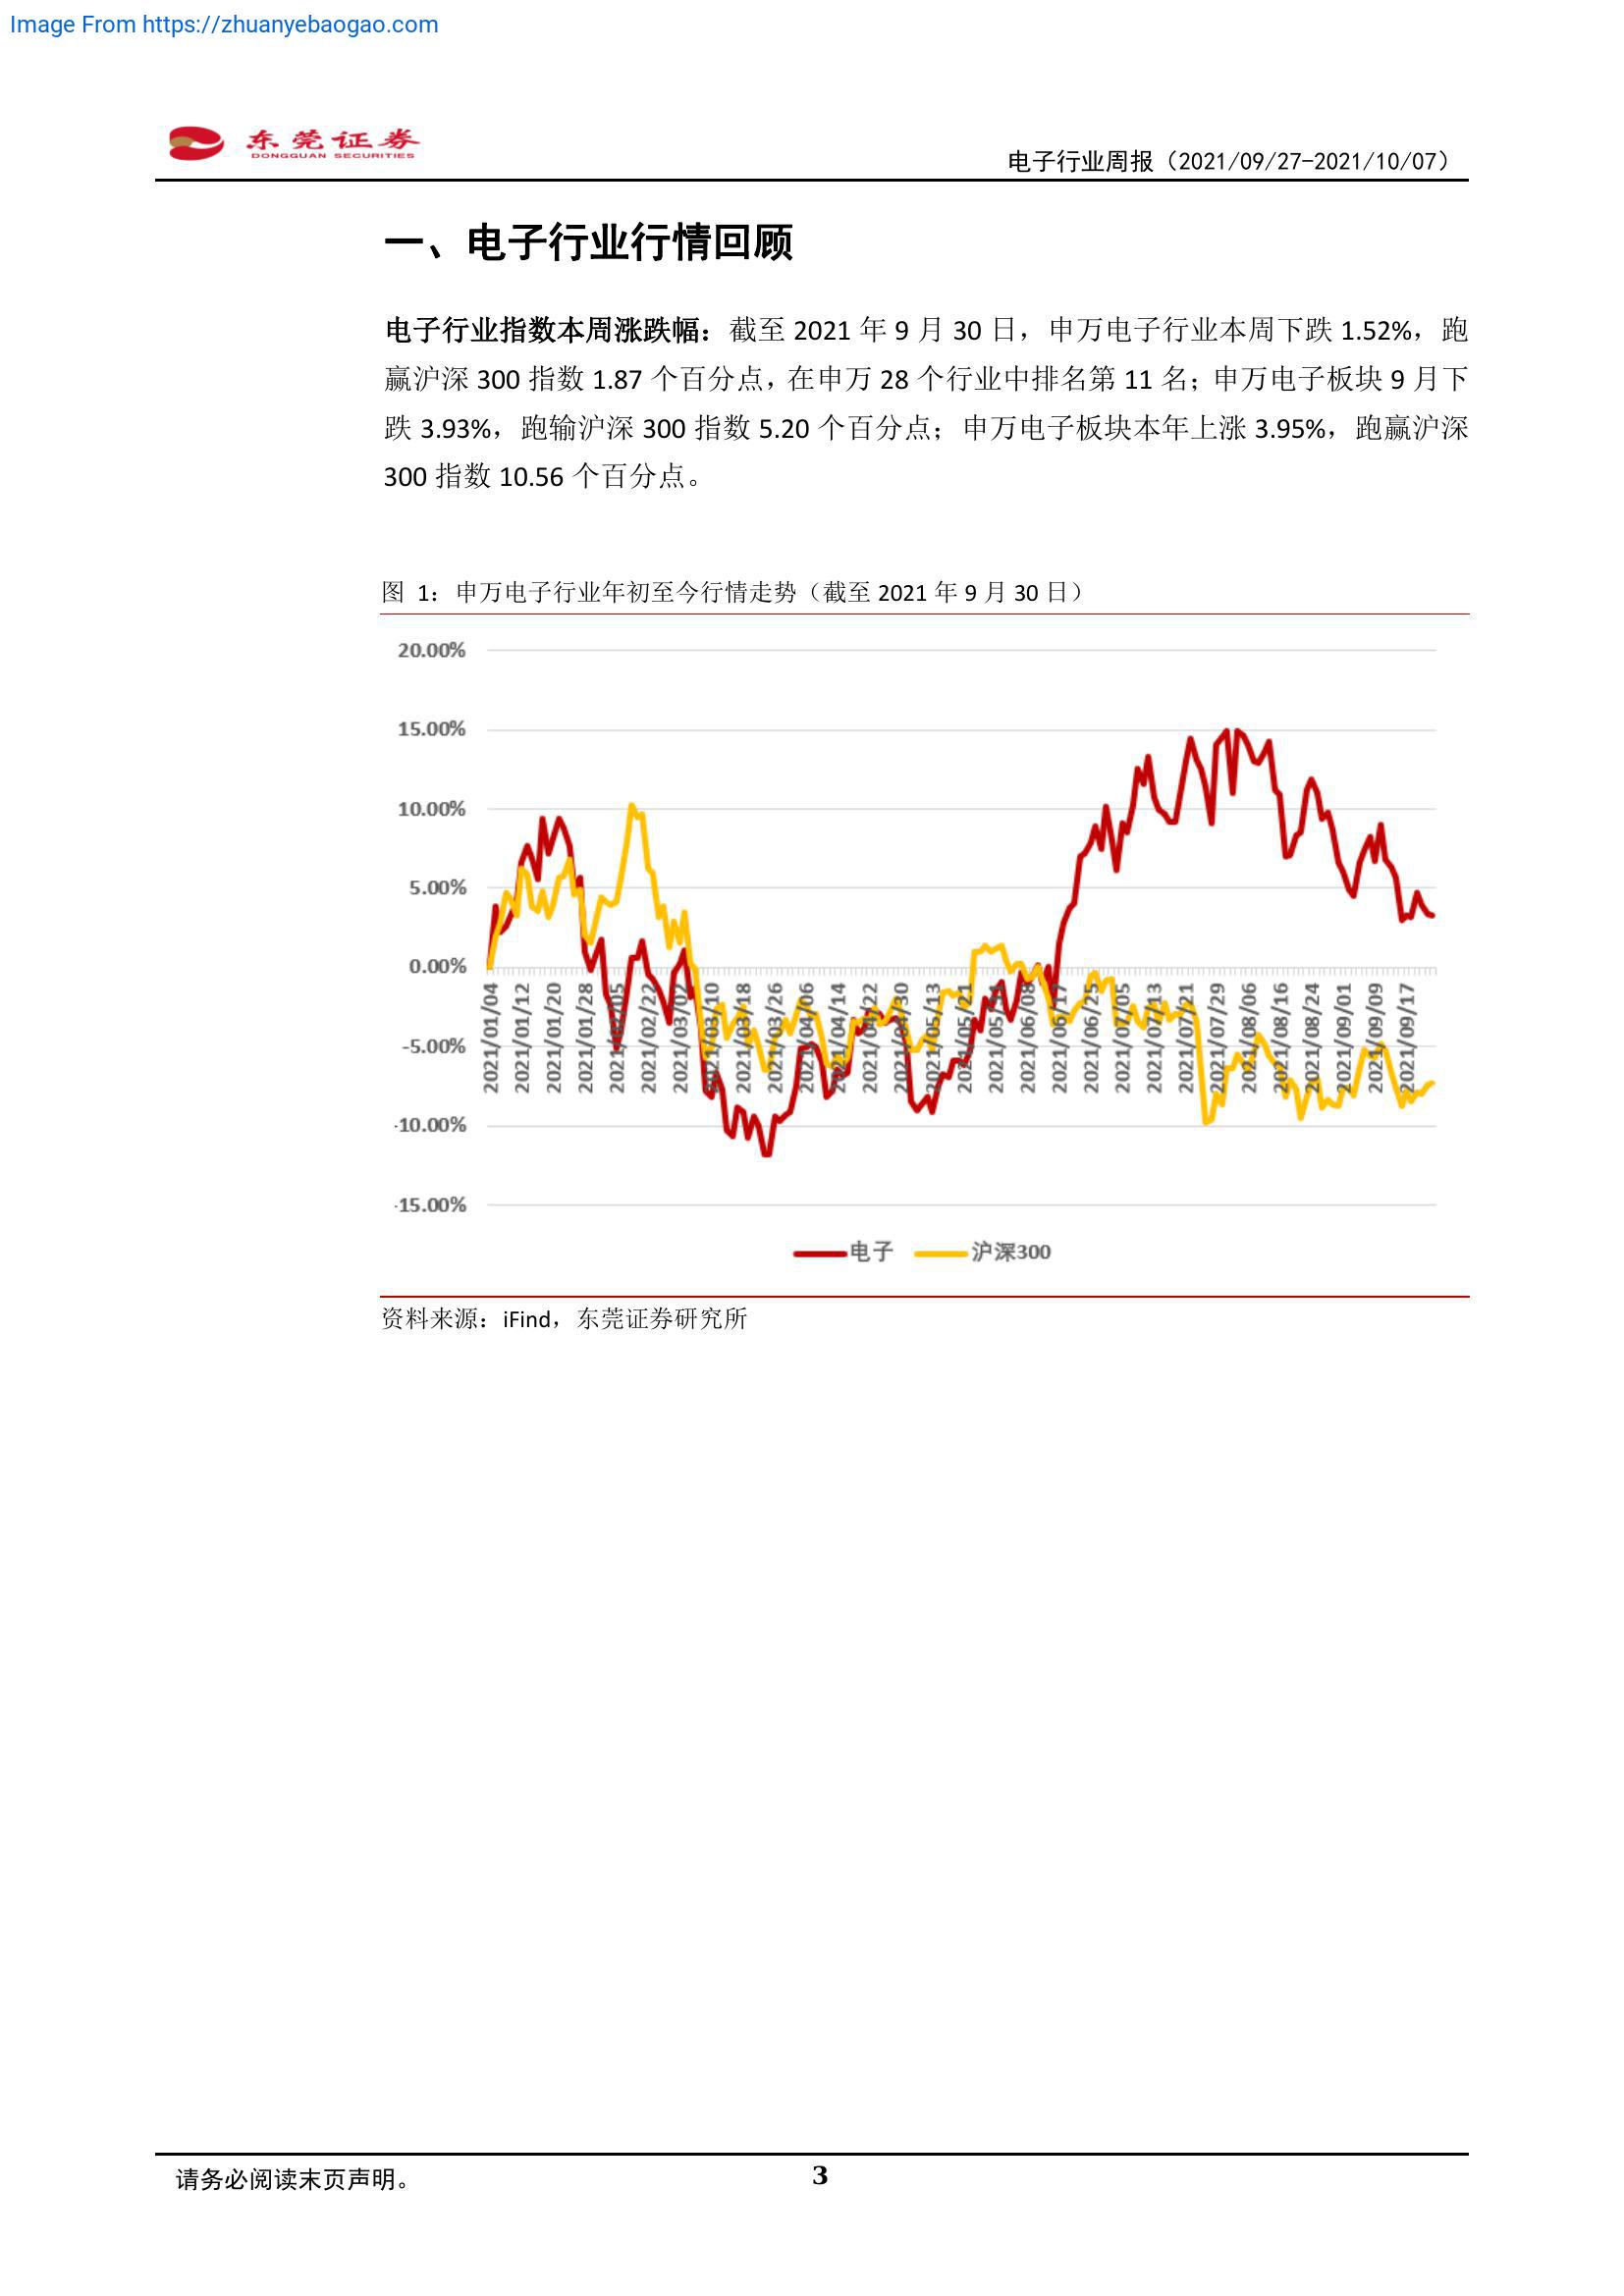 Image From https://zhuanyebaogao.com
东莞证券
DONGGUAN SECURITIES
电子行业周报（2021/09/27-2021/10/07）
一、电子行业行情回顾
电子行业指数本周涨跌幅：截至 2021 年 9 月 30 日，申万电子行业本周下跌 1.52%，跑
赢沪深 300 指数 1.87 个百分点，在申万 28 个行业中排名第 11 名；申万电子板块 9 月下
跌 3.93%，跑输沪深 300 指数 5.20 个百分点；申万电子板块本年上涨 3.95%，跑赢沪深
300 指数 10.56 个百分点。
图 1：申万电子行业年初至今行情走势（截至 2021 年 9 月 30 日）
20.00%
15.00%
10.00%
5.00%
0.00%
-5.00%
-10.00%
-15.00%
2021/01/04
2021/01/12
2021/01/20
2021/01/28
2021/02/05
2021/02/22
2021/03/02
2021/03/10
2021/03/18
2021/03/26
2021/04/06
2021/04/14
2021/04/22
2021/04/30
2021/05/13
2021/05/21
2021/05/31
2021/06/08
2021/06/17
2021/06/25
2021/07/05
2021/07/13
2021/07/21
2021/07/29
2021/08/06
2021/08/16
2021/08/24
2021/09/01
2021/09/09
2021/09/17
电子
沪深300
资料来源：iFind，东莞证券研究所
请务必阅读末页声明。
3